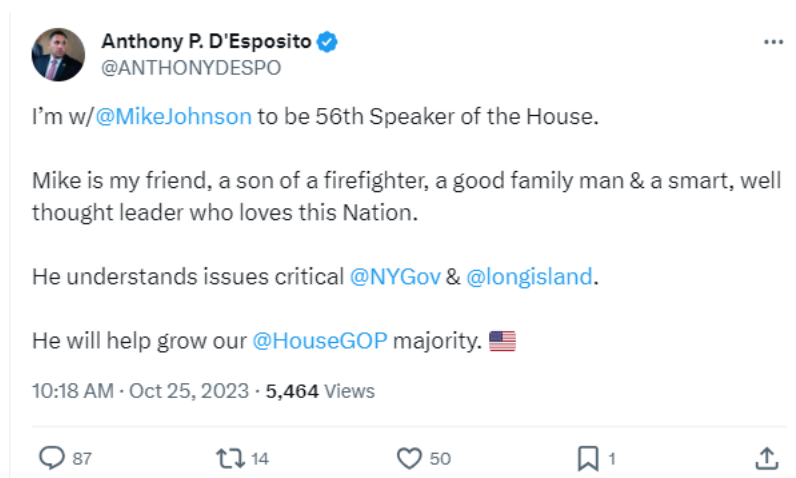 Anthony P. D'Esposito
@ANTHONYDESPO
I’m w/@MikeJohnson to be 56th Speaker of the House.
Mike is my friend, a son of a firefighter, a good family man & a smart, well
thought leader who loves this Nation.
He understands issues critical @NYGov & @longisland.
He will help grow our @HouseGOP majority. 🇺🇸
10:18 AM · Oct 25, 2023 · 5,464 Views
87 14 50 1